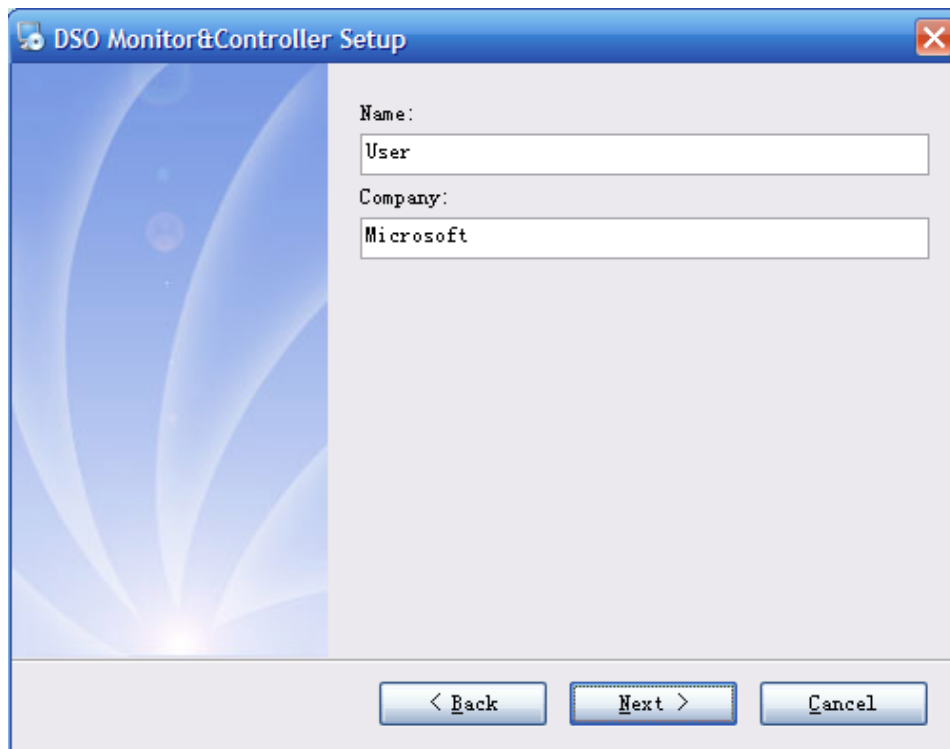 DSO Monitor&Controller Setup
Name:
User
Company:
Microsoft
< Back
Next >
Cancel